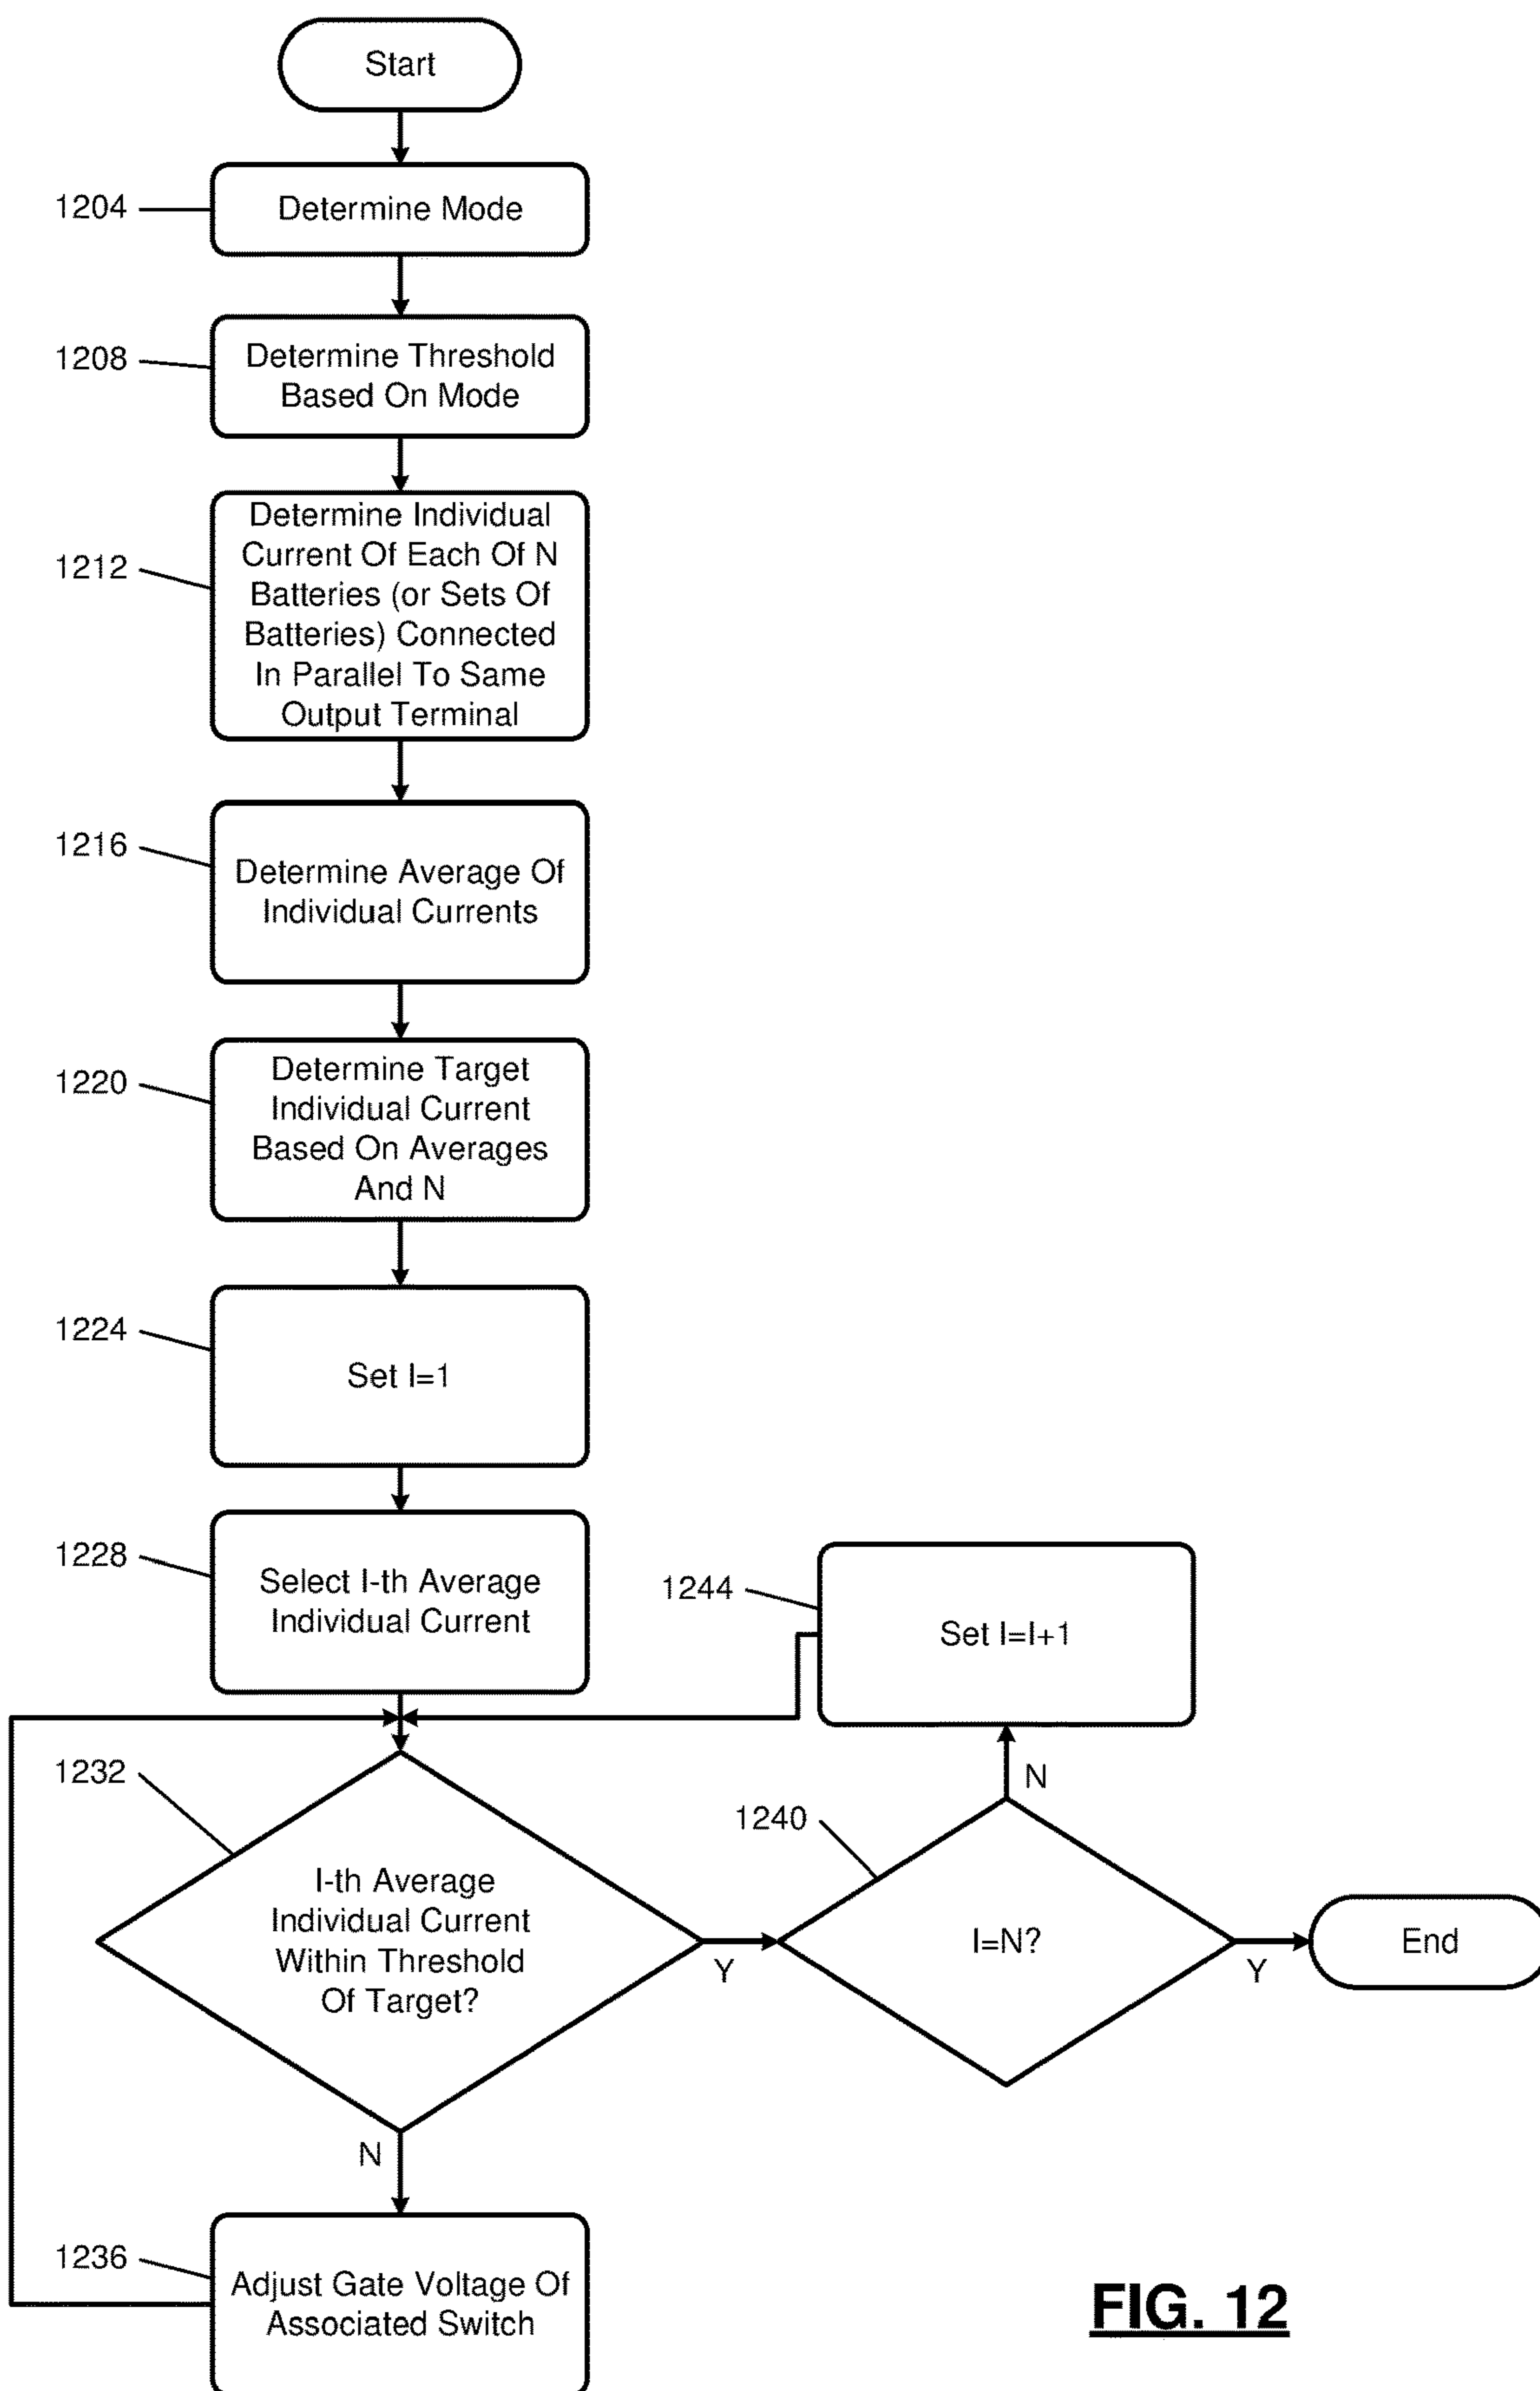 Start
1204
Determine Mode
1208
Determine Threshold
Based On Mode
1212
Determine Individual
Current Of Each Of N
Batteries (or Sets Of
Batteries) Connected
In Parallel To Same
Output Terminal
1216
Determine Average Of
Individual Currents
1220
Determine Target
Individual Current
Based On Averages
And N
1224
Set I=1
1228
Select I-th Average
Individual Current
1244
Set I=I+1
1232
I-th Average
Individual Current
Within Threshold
Of Target?
Y
N
1240
I=N?
N
Y
End
1236
Adjust Gate Voltage Of
Associated Switch
FIG. 12